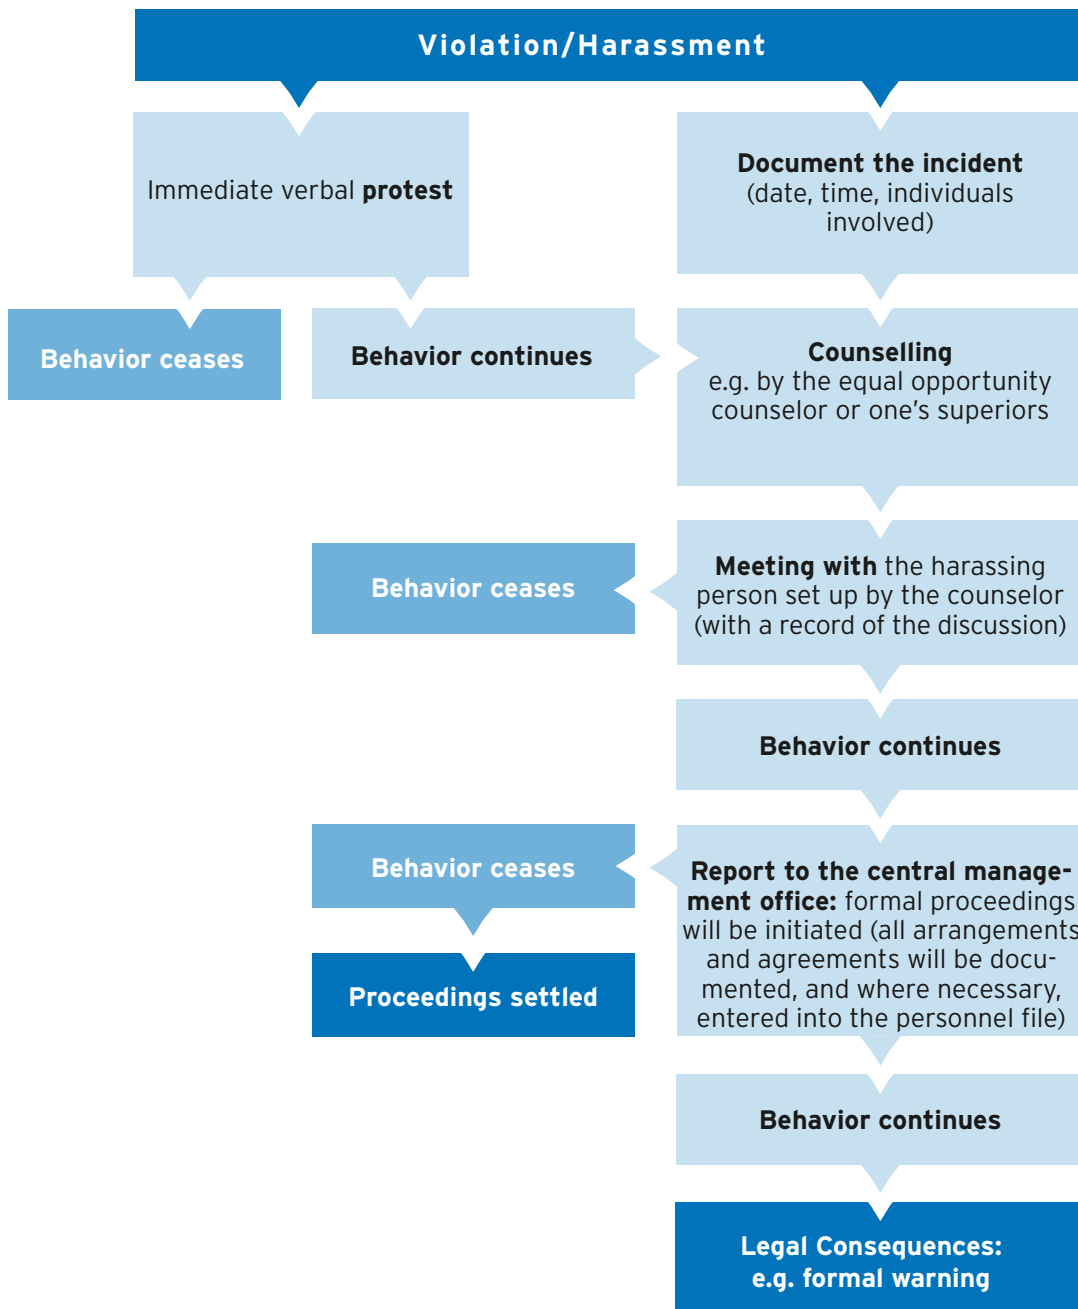 Violation/Harassment
Immediate verbal protest
Document the incident
(date, time, individuals
involved)
Behavior ceases
Behavior continues
Counselling
e.g. by the equal opportunity
counselor or one's superiors
Behavior ceases
Meeting with the harassing
person set up by the counselor
(with a record of the discussion)
Behavior continues
Behavior ceases
Report to the central manage-
ment office: formal proceedings
will be initiated (all arrangements
and agreements will be docu-
mented, and where necessary,
entered into the personnel file)
Proceedings settled
Behavior continues
Legal Consequences:
e.g. formal warning